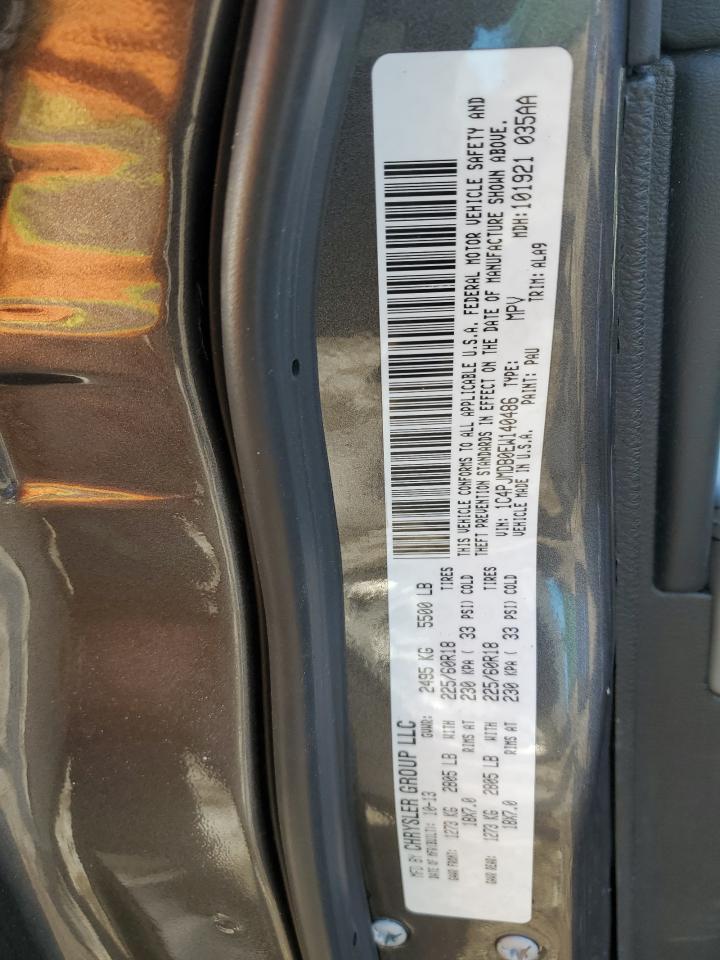 MFD BY CHRYSLER GROUP LLC
DATE OF MFR(BUILT): 10-13 GVWR: 2495 KG 5500 LB
GAWR FRONT: 1273 KG 2805 LB WITH 225/60R18 TIRES
18X7.0 RIMS AT 230 KPA ( 33 PSI) COLD
GAWR REAR: 1273 KG 2805 LB WITH 225/60R18 TIRES
18X7.0 RIMS AT 230 KPA ( 33 PSI) COLD
THIS VEHICLE CONFORMS TO ALL APPLICABLE U.S.A. FEDERAL MOTOR VEHICLE SAFETY AND
THEFT PREVENTION STANDARDS IN EFFECT ON THE DATE OF MANUFACTURE SHOWN ABOVE.
VIN: 1C4PJMDB0EW140486 TYPE: MPV MDH:101921 035AA
VEHICLE MADE IN U.S.A. PAINT: PAU TRIM: ALA9